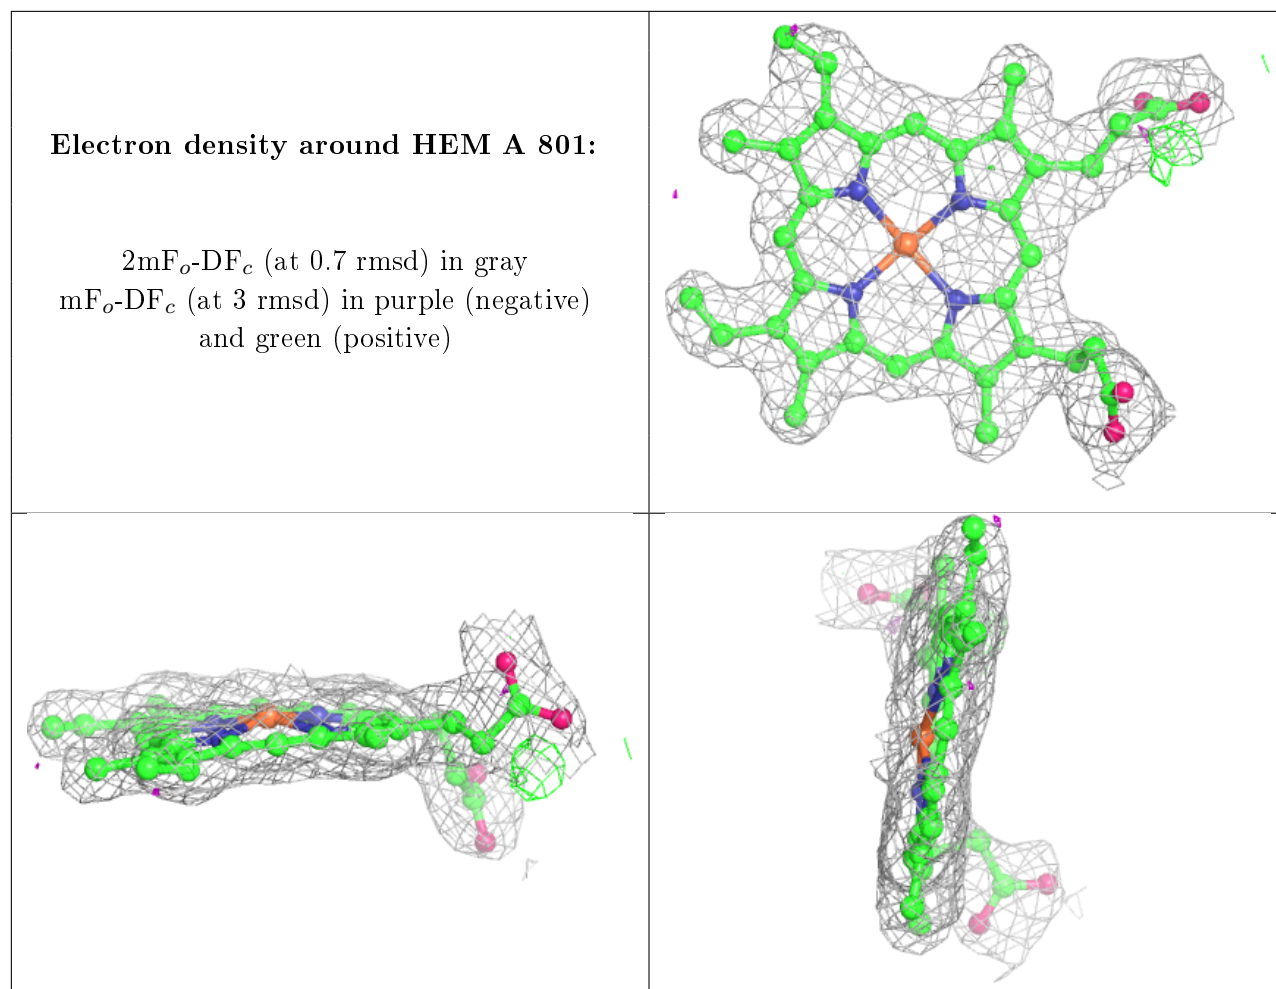 Electron density around HEM A 801:
2mFₒ-DF𝒸 (at 0.7 rmsd) in gray
mFₒ-DF𝒸 (at 3 rmsd) in purple (negative)
and green (positive)